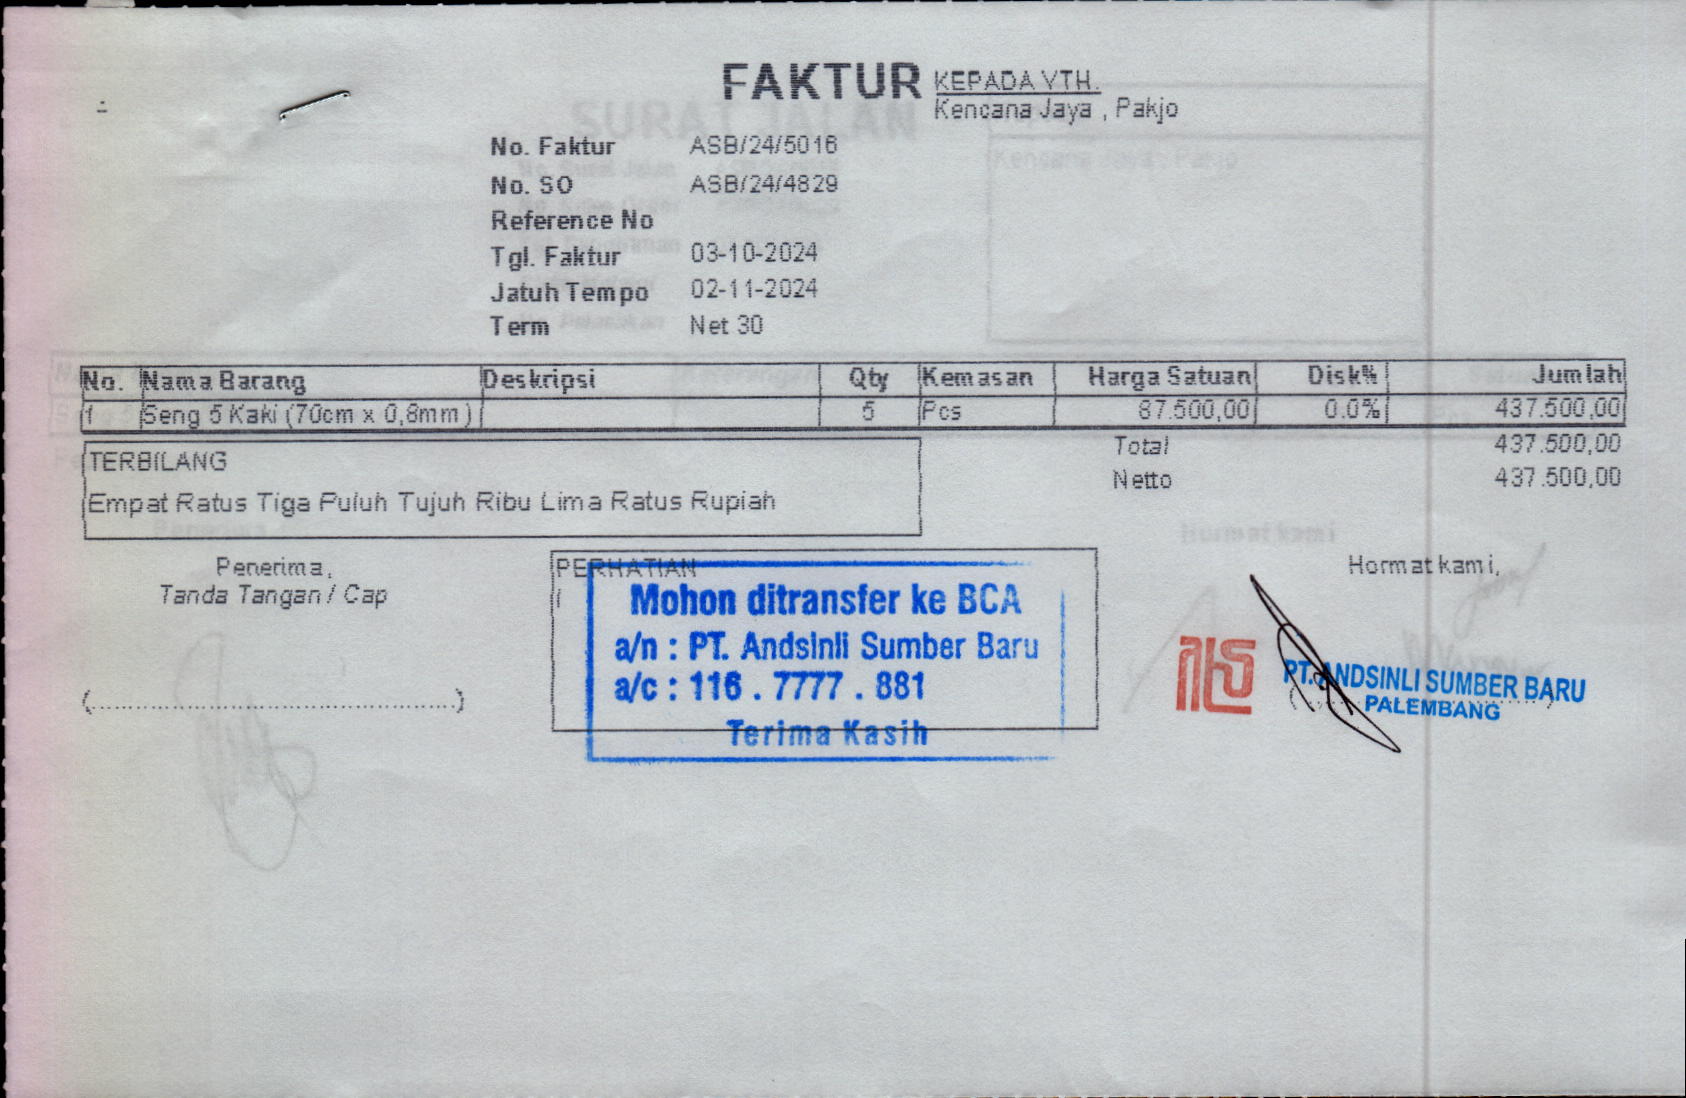 FAKTUR
KEPADA YTH.
Kencana Jaya , Pakjo
SURAT JALAN
No. Faktur ASB/24/5016
No. SO ASB/24/4829
Reference No
Tgl. Faktur 03-10-2024
Jatuh Tempo 02-11-2024
Term Net 30
No. Nama Barang Deskripsi Qty Kemasan Harga Satuan Disk% Jumlah
1 Seng 5 Kaki (70cm x 0,8mm) 5 Pcs 87.500,00 0.0% 437.500,00
Total 437.500,00
Netto 437.500,00
TERBILANG
Empat Ratus Tiga Puluh Tujuh Ribu Lima Ratus Rupiah
Penerima,
Tanda Tangan / Cap
(..........................................................)
PERHATIAN
Mohon ditransfer ke BCA
a/n : PT. Andsinli Sumber Baru
a/c : 116 . 7777 . 881
Terima Kasih
Hormat kami
Hormat kami,
PT. ANDSINLI SUMBER BARU
PALEMBANG